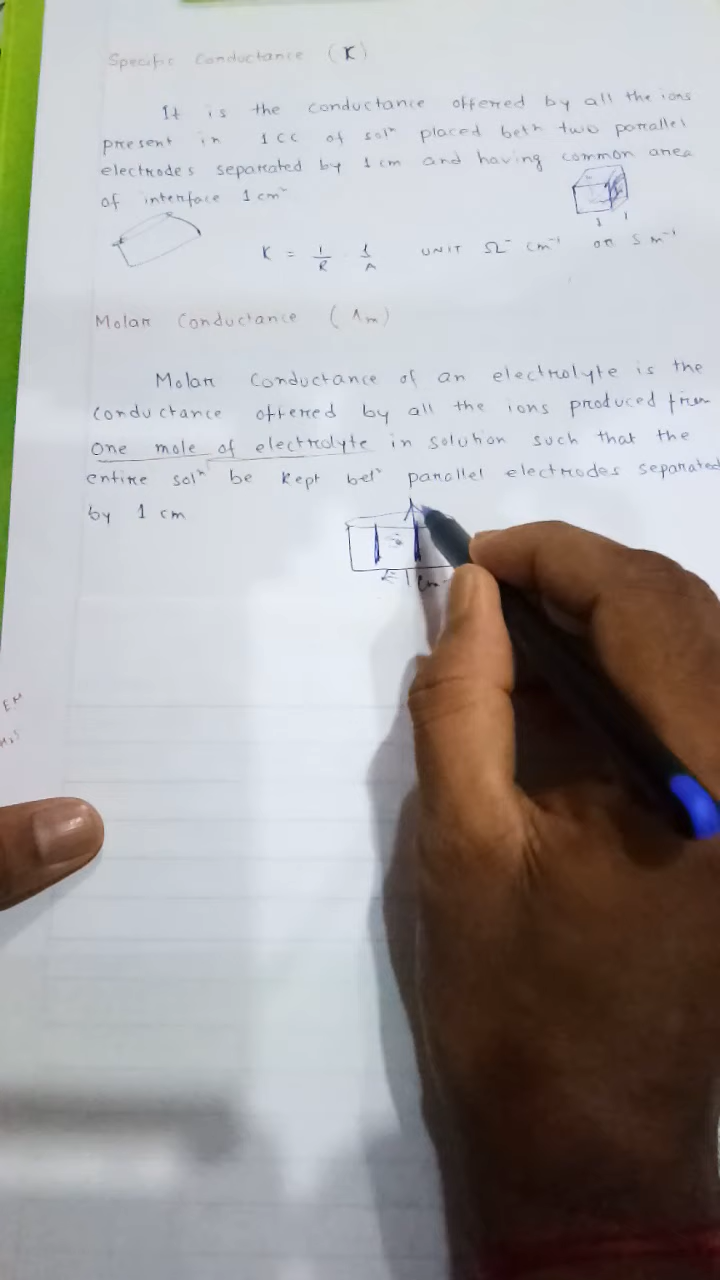 Specific Conductance (K)
It is the conductance offerred by all the ions
present in 1 CC of solⁿ placed betn two parrallel
electrodes separated by 1 cm and having common area
of interface 1 cm²
K = 1/R l/A UNIT Ω⁻ cm⁻¹ or S m⁻¹
Molar Conductance (Λm)
Molar Conductance of an electrolyte is the
Conductance offerred by all the ions produced from
One mole of electrolyte in solution such that the
entire solⁿ be kept betⁿ parallel electrodes separated
by 1 cm
1 cm